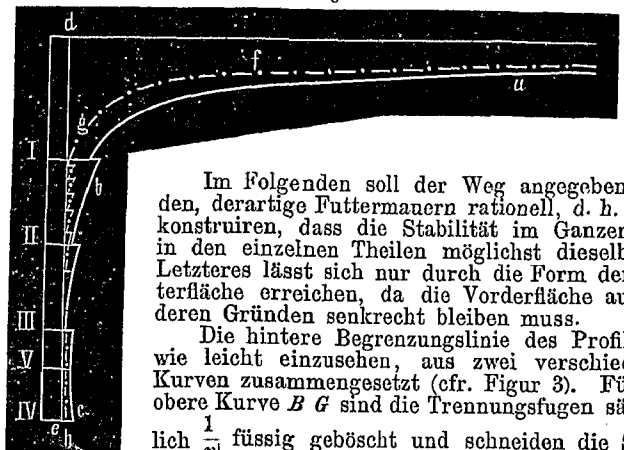 d
f
u
g
I
b
II
III
V
IV
e
c
h
Im Folgenden soll der Weg angegeben
den, derartige Futtermauern rationell, d. h.
konstruiren, dass die Stabilität im Ganzen
in den einzelnen Theilen möglichst dieselb
Letzteres lässt sich nur durch die Form der
terfläche erreichen, da die Vorderfläche au
deren Gründen senkrecht bleiben muss.
Die hintere Begrenzungslinie des Profil
wie leicht einzusehen, aus zwei verschied
Kurven zusammengesetzt (cfr. Figur 3). Fü
obere Kurve B G sind die Trennungsfugen sä
lich 1/n füssig geböscht und schneiden die